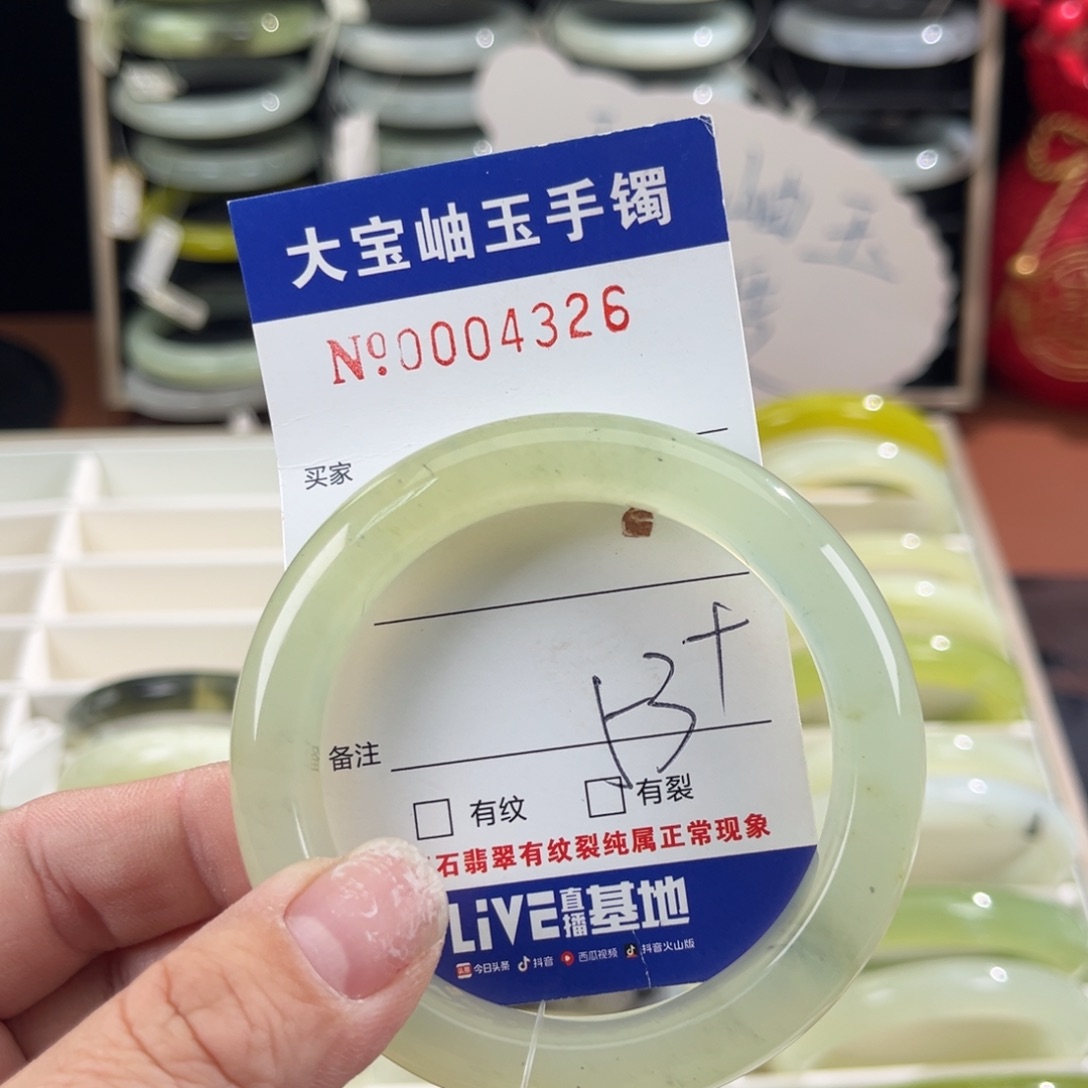 大宝岫玉手镯
№0004326
买家
B+
备注
有纹 有裂
石翡翠有纹裂纯属正常现象
LiVE直播基地
今日头条 抖音 西瓜视频 抖音火山版
岫玉